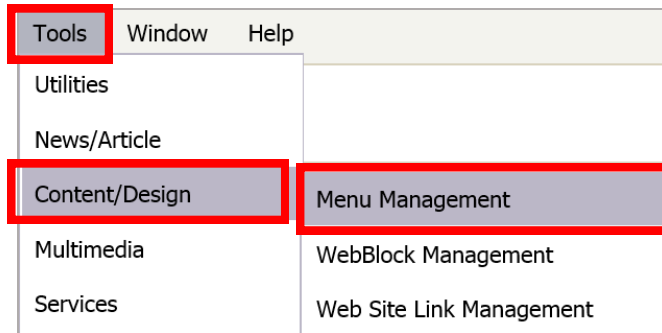 Tools Window Help
Utilities
News/Article
Content/Design
Multimedia
Services
Menu Management
WebBlock Management
Web Site Link Management